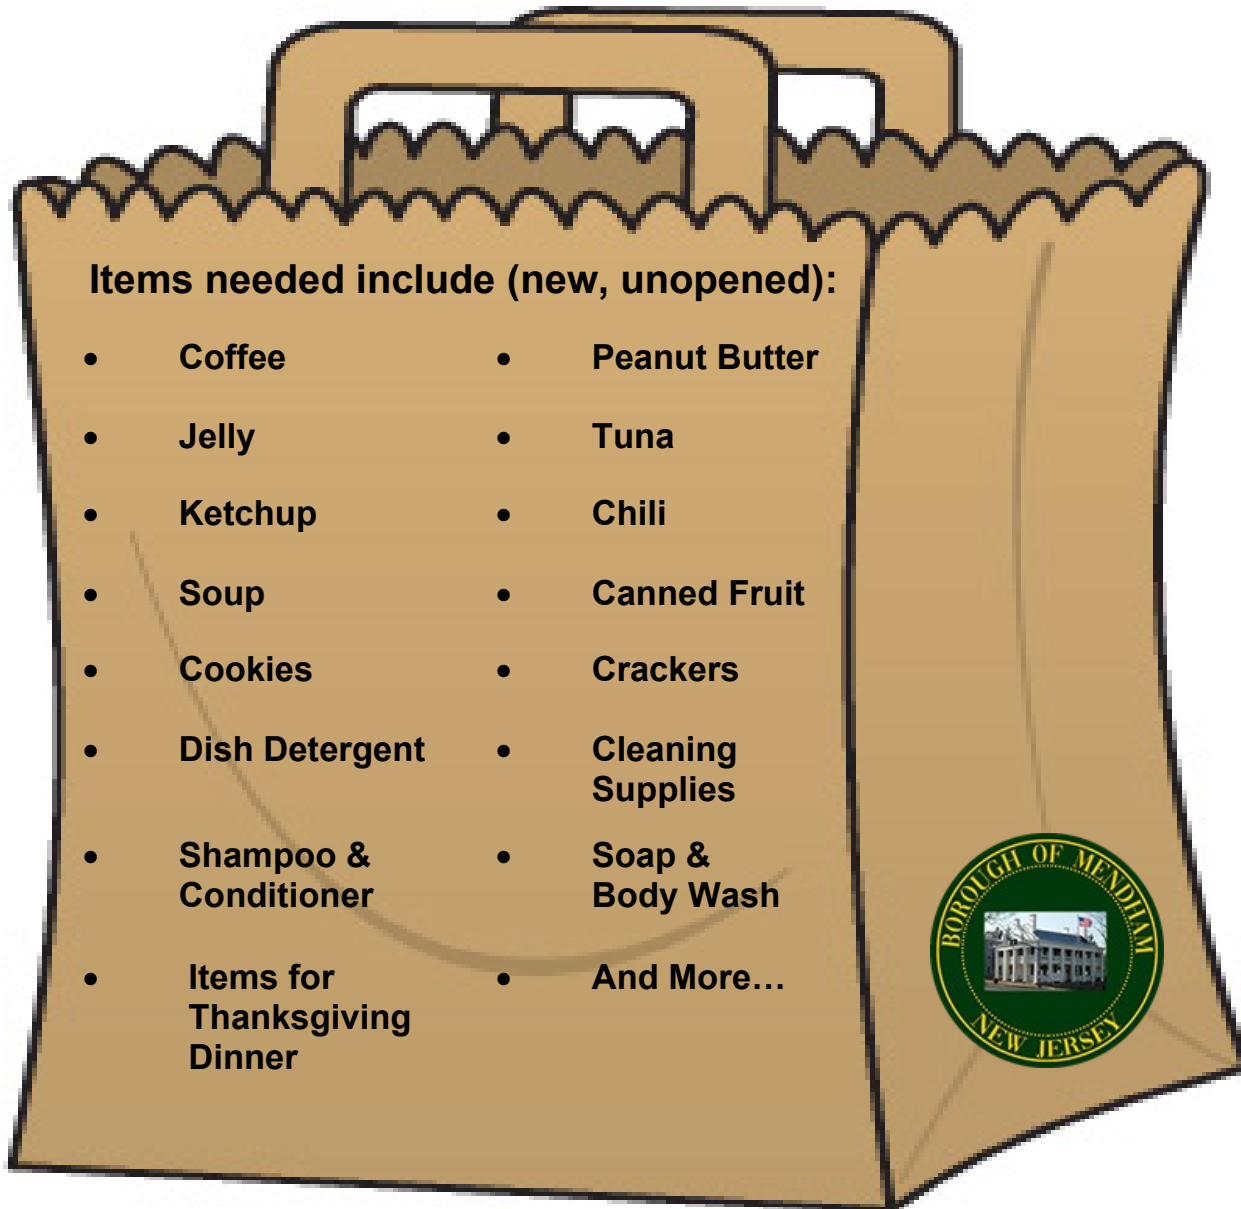 Items needed include (new, unopened):
• Coffee
• Peanut Butter
• Jelly
• Tuna
• Ketchup
• Chili
• Soup
• Canned Fruit
• Cookies
• Crackers
• Dish Detergent
• Cleaning
Supplies
• Shampoo &
Conditioner
• Soap &
Body Wash
• Items for
Thanksgiving
Dinner
• And More…
BOROUGH OF MENDHAM
NEW JERSEY